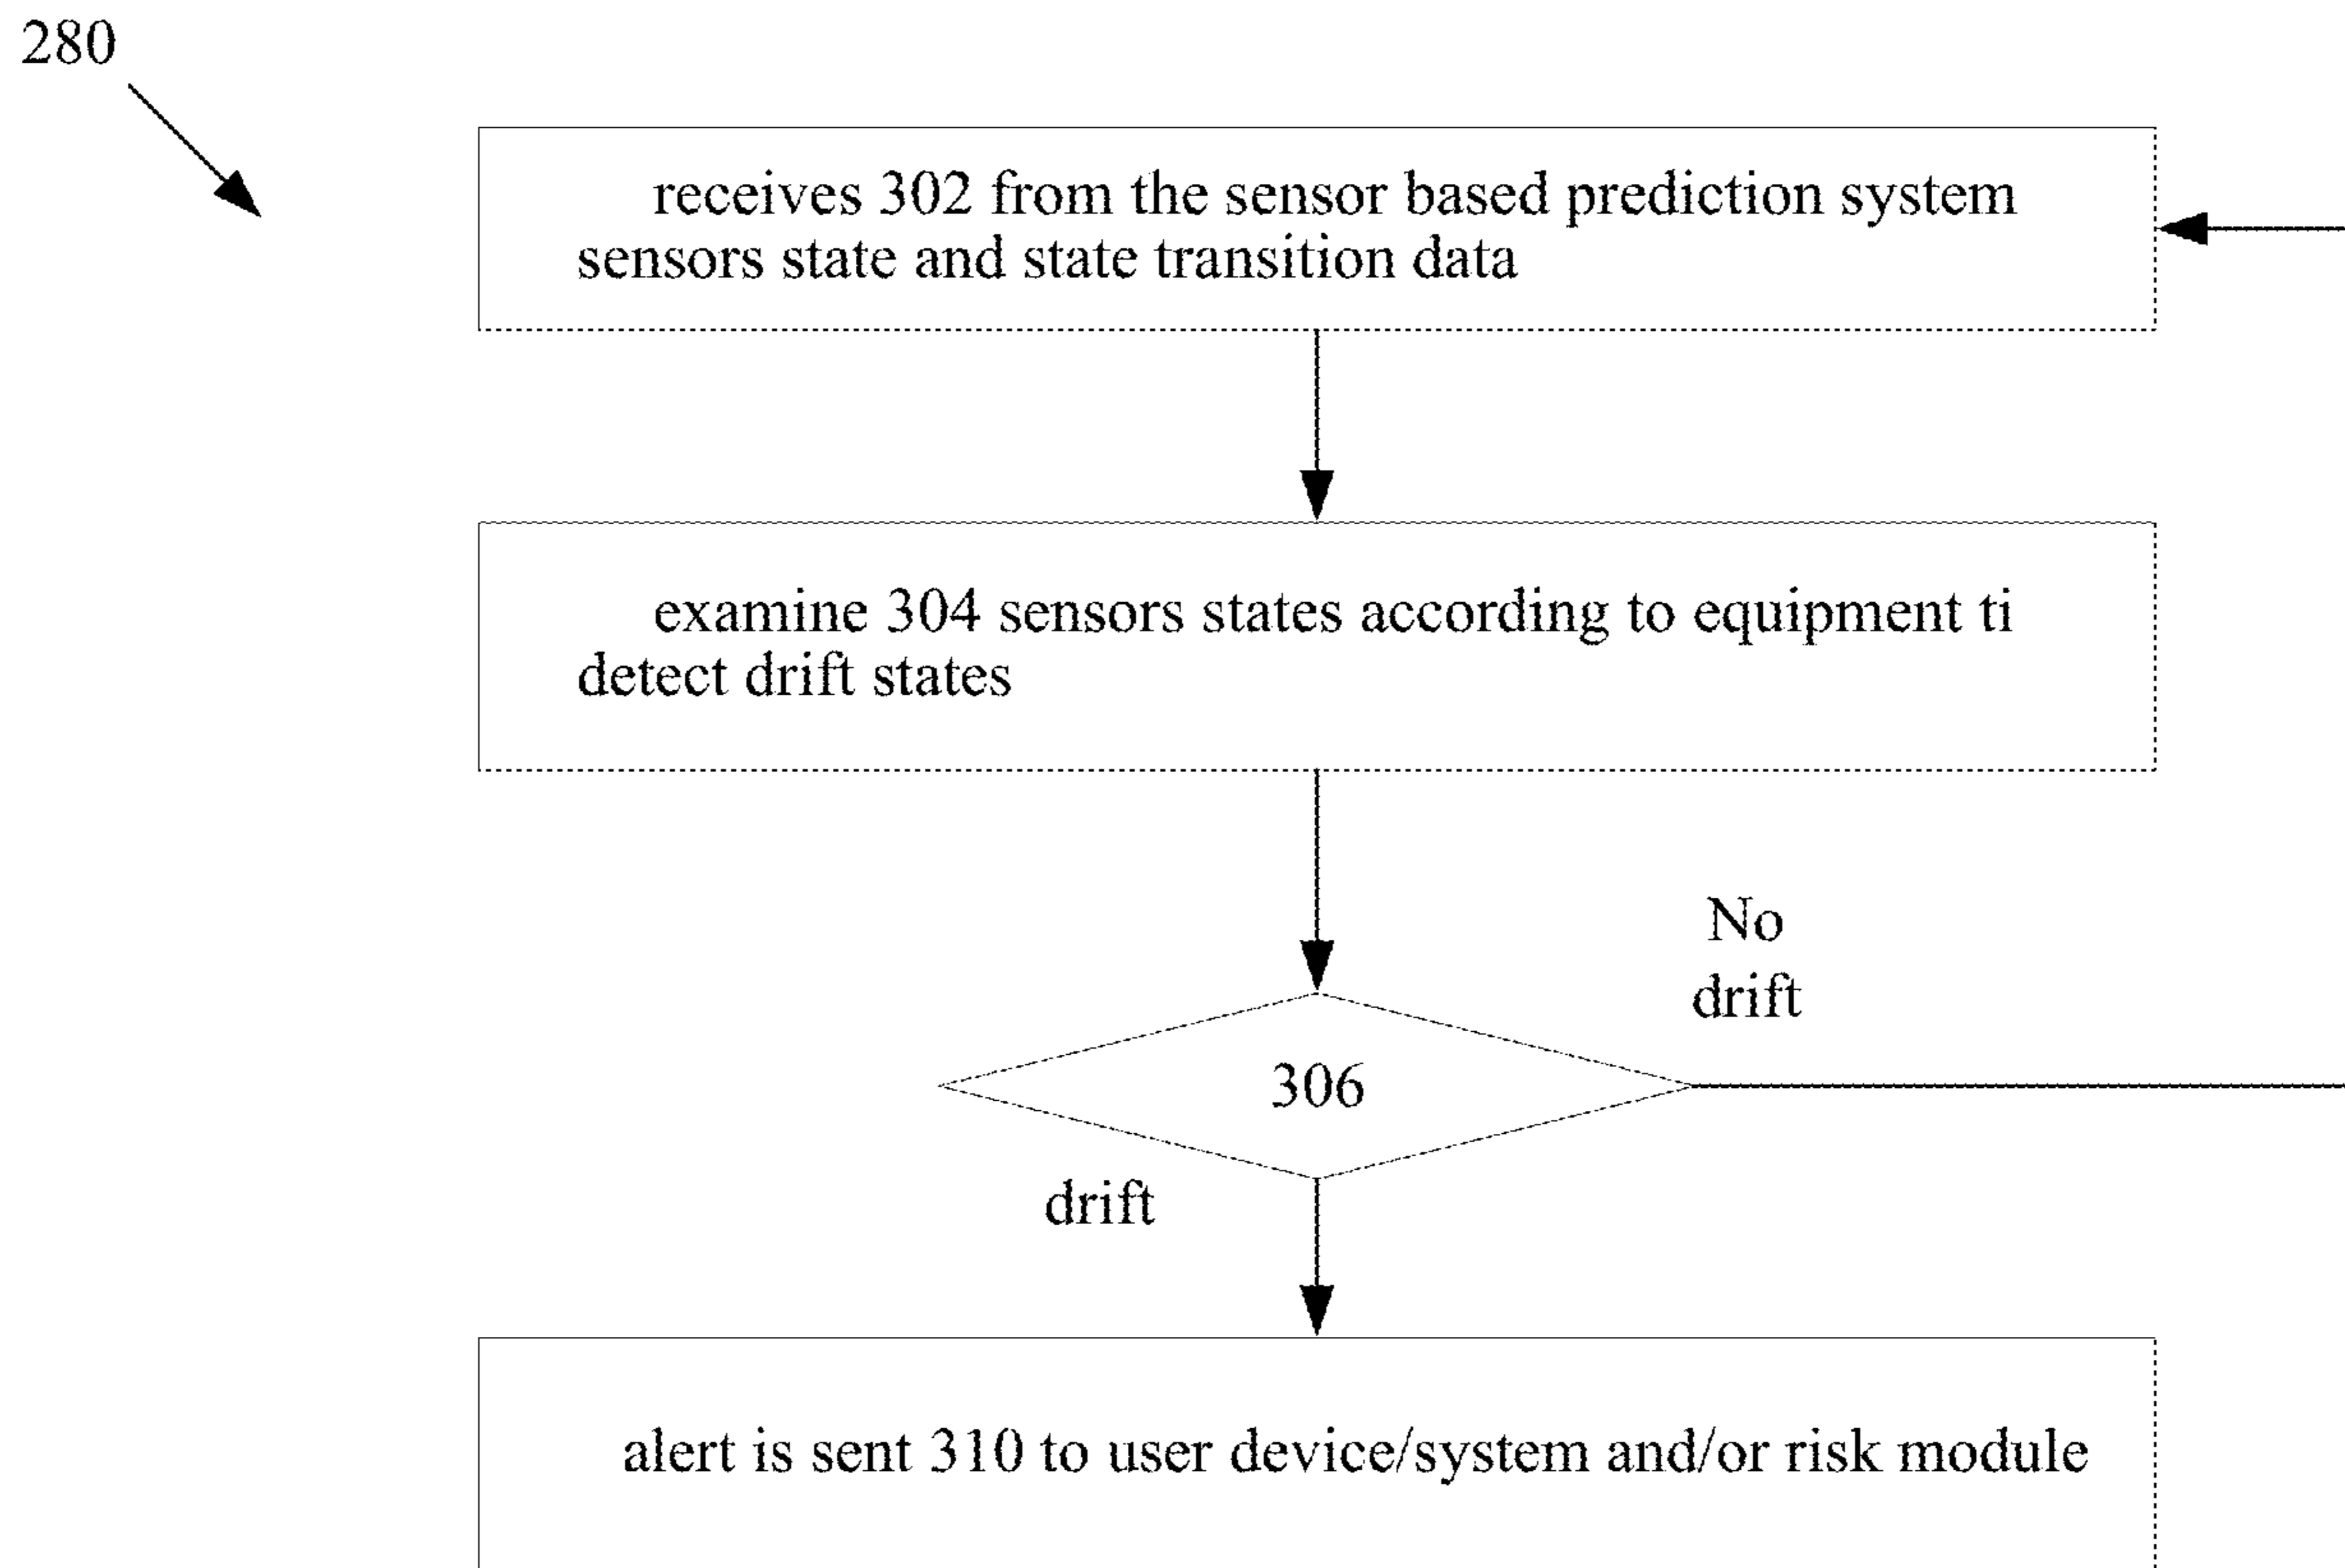 280
receives 302 from the sensor based prediction system
sensors state and state transition data
examine 304 sensors states according to equipment ti
detect drift states
No
drift
306
drift
alert is sent 310 to user device/system and/or risk module